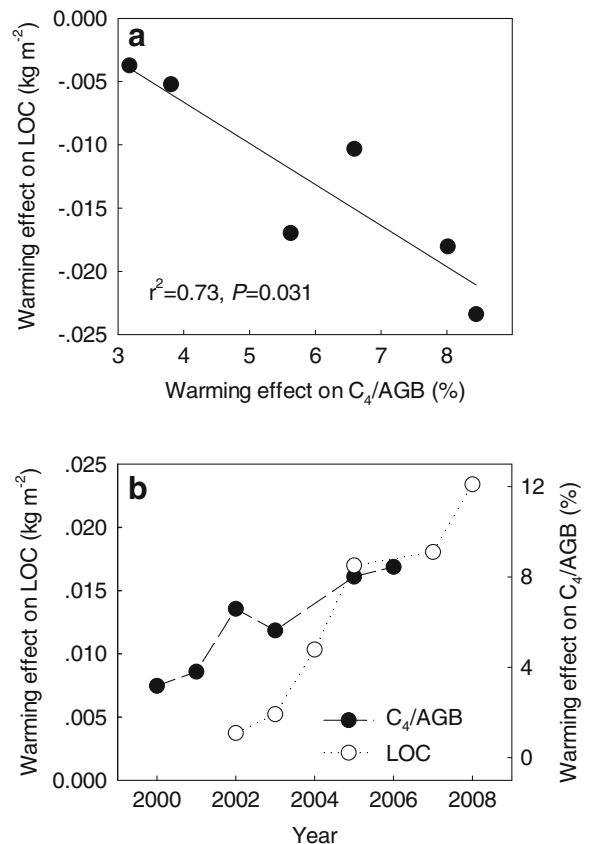 a
Warming effect on LOC (kg m⁻²)
0.000
-.005
-.010
-.015
-.020
-.025
r²=0.73, P=0.031
3 4 5 6 7 8
Warming effect on C₄/AGB (%)
b
Warming effect on LOC (kg m⁻²)
.025
.020
.015
.010
.005
0.000
12
8
4
0
Warming effect on C₄/AGB (%)
C₄/AGB
LOC
2000 2002 2004 2006 2008
Year